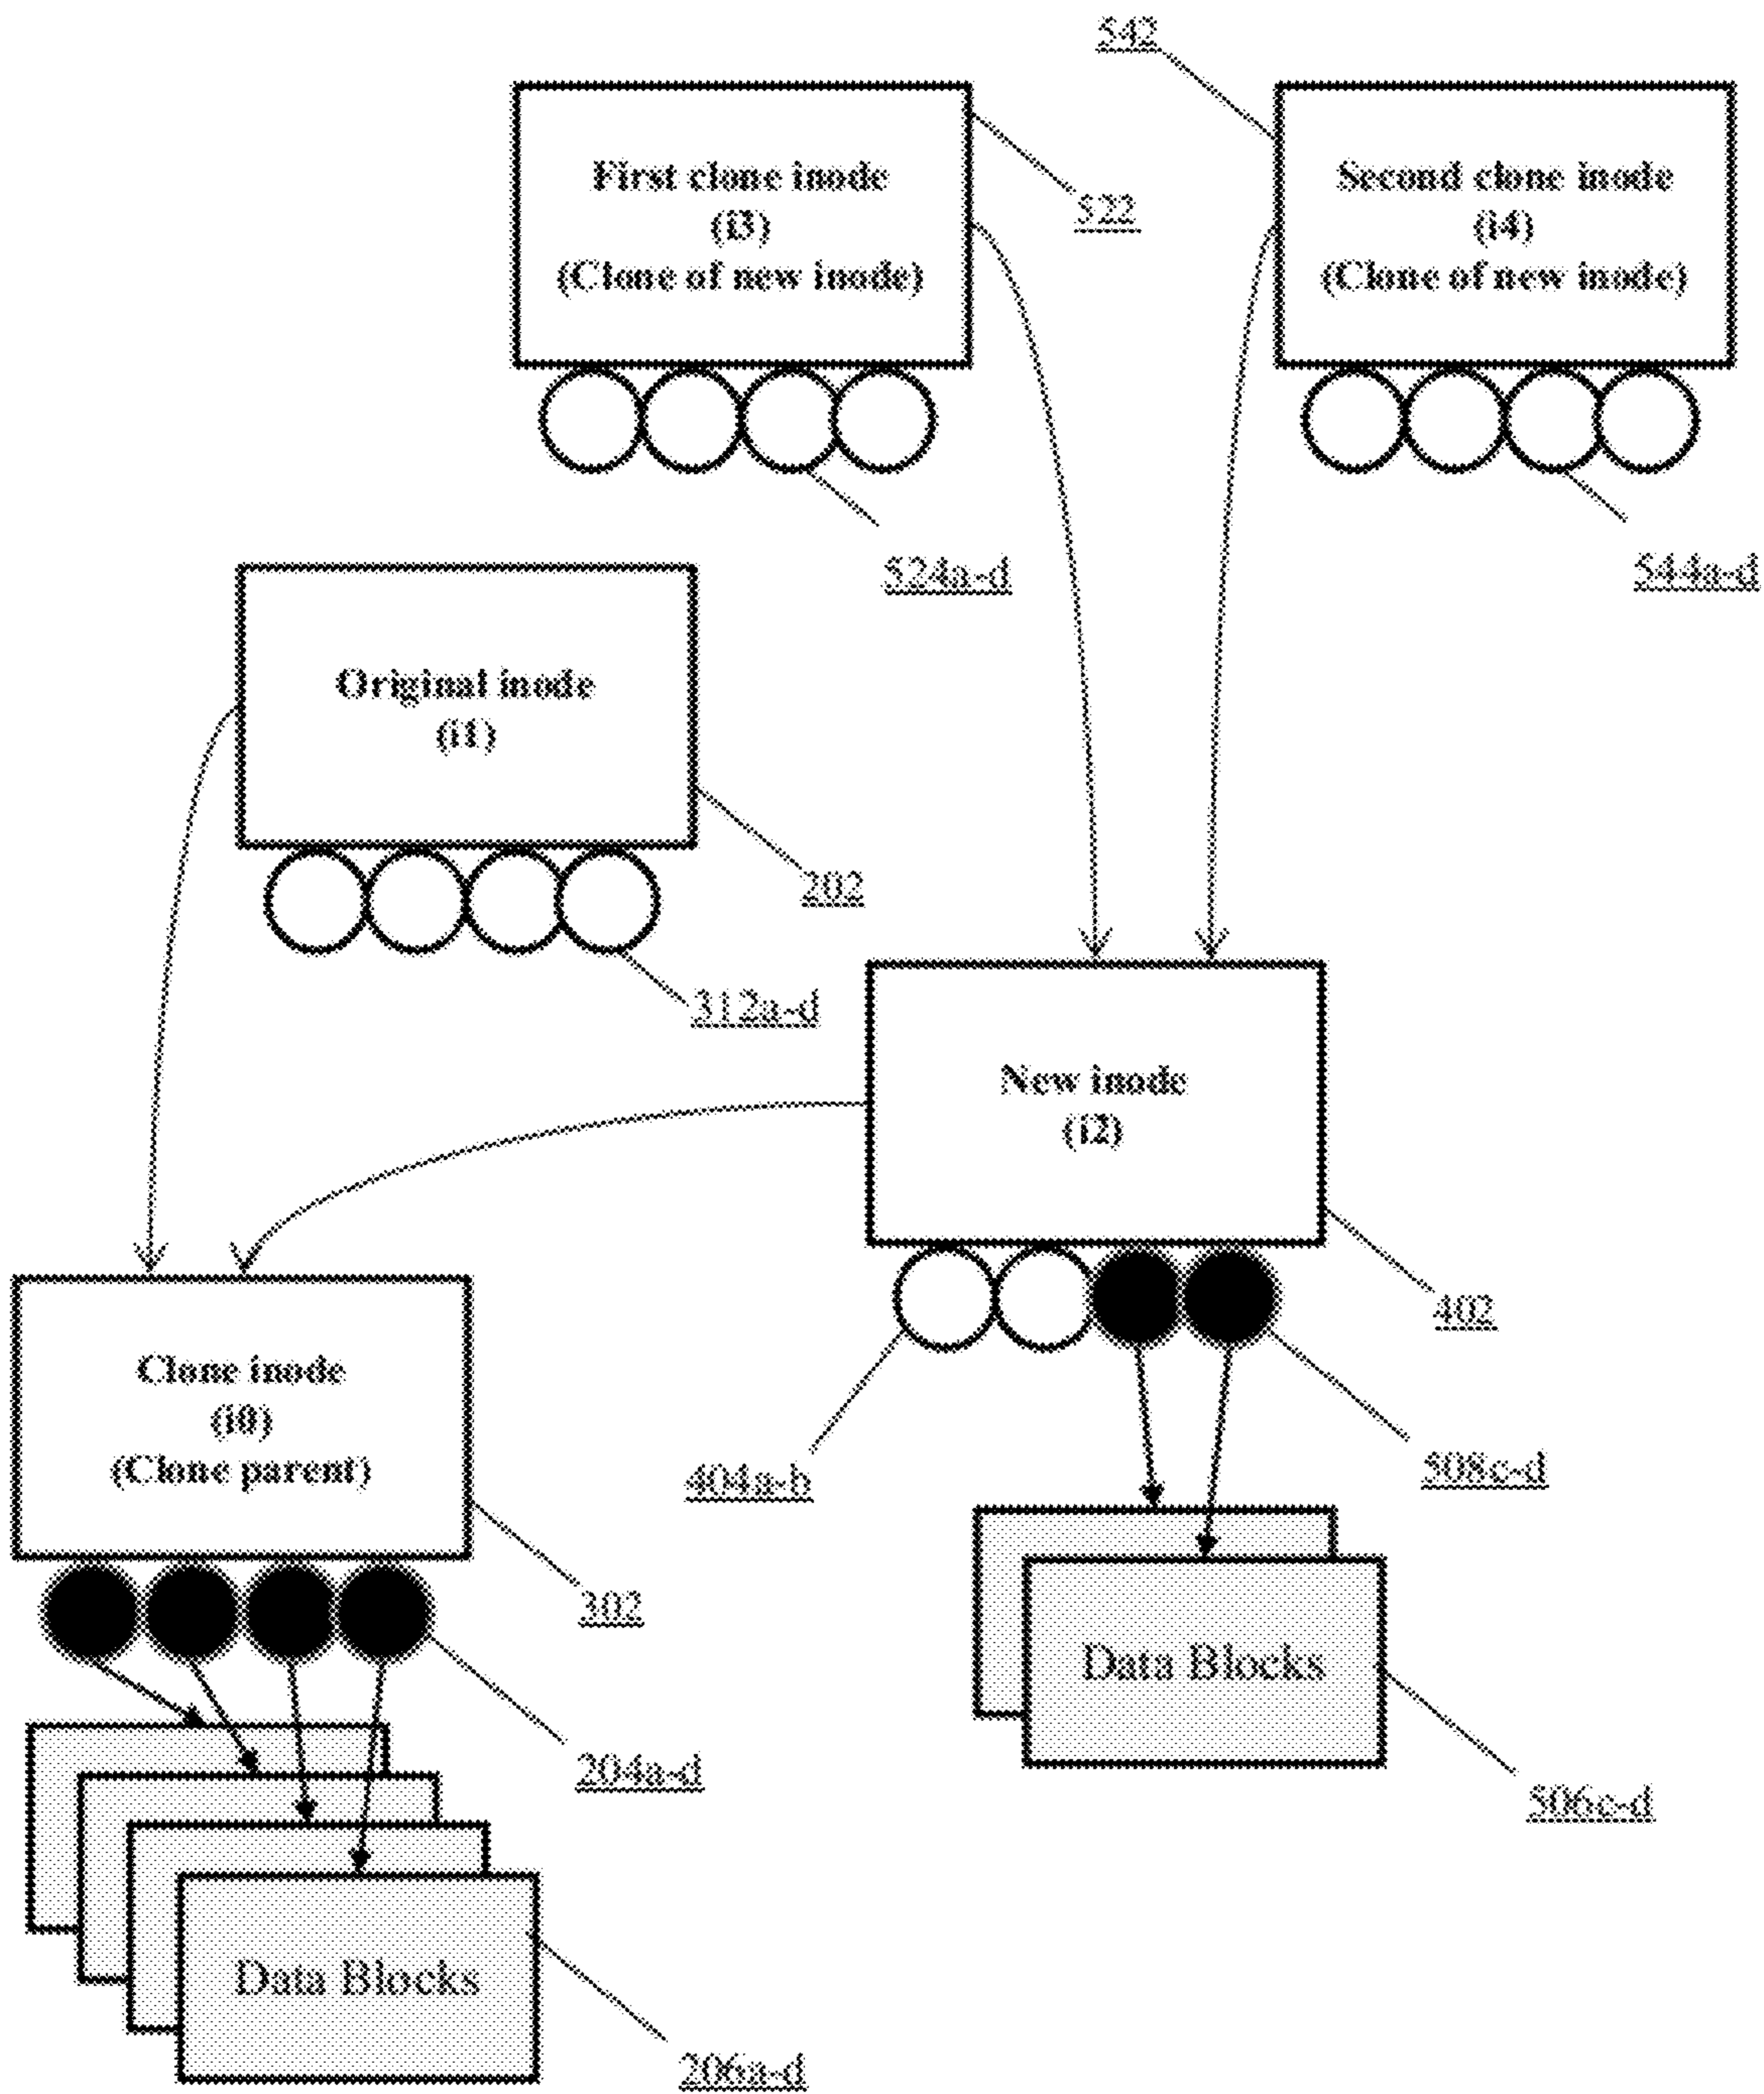 542
First clone inode
(i3)
(Clone of new inode)
522
Second clone inode
(i4)
(Clone of new inode)
524a-d
544a-d
Original inode
(i1)
202
312a-d
New inode
(i2)
402
Clone inode
(i0)
(Clone parent)
404a-b
508c-d
302
Data Blocks
204a-d
506c-d
Data Blocks
206a-d